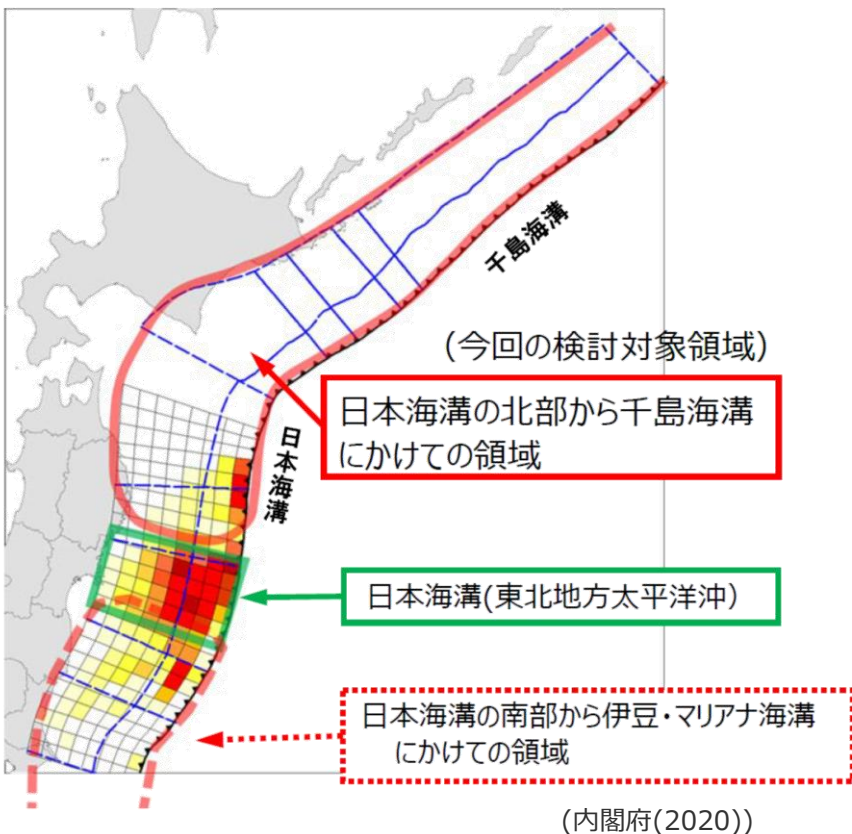 千島海溝
(今回の検討対象領域)
日本海溝の北部から千島海溝
にかけての領域
日本海溝
日本海溝(東北地方太平洋沖)
日本海溝の南部から伊豆・マリアナ海溝
にかけての領域
(内閣府(2020))